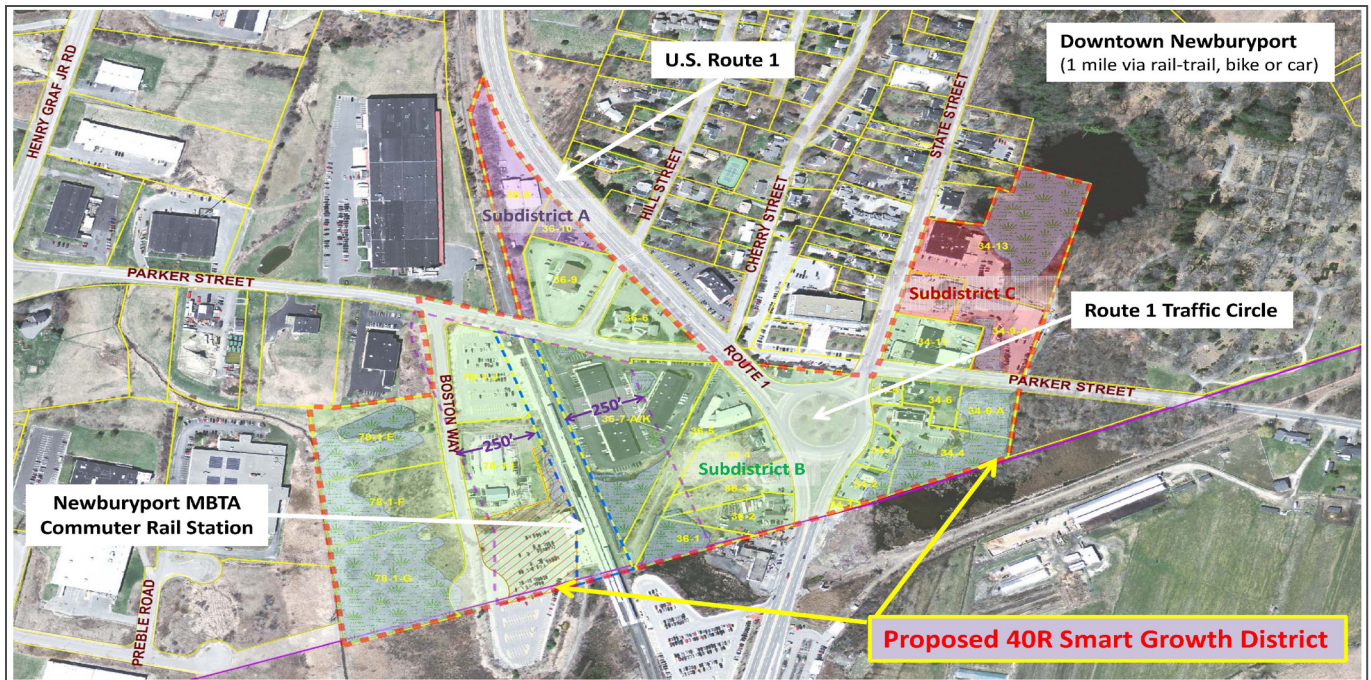 Downtown Newburyport
(1 mile via rail-trail, bike or car)
U.S. Route 1
HENRY GRAF JR RD
HILL STREET
CHERRY STREET
STATE STREET
Subdistrict A
36-10
36-9
36-6
34-13
Subdistrict C
Route 1 Traffic Circle
PARKER STREET
ROUTE 1
34-11
PARKER STREET
BOSTON WAY
250'
36-7-A/K
34-6
34-6-A
78-1-E
250'
Subdistrict B
34-4
34-2
36-3
36-2
36-1
78-1-F
78-1-G
Newburyport MBTA
Commuter Rail Station
PREBLE ROAD
Proposed 40R Smart Growth District